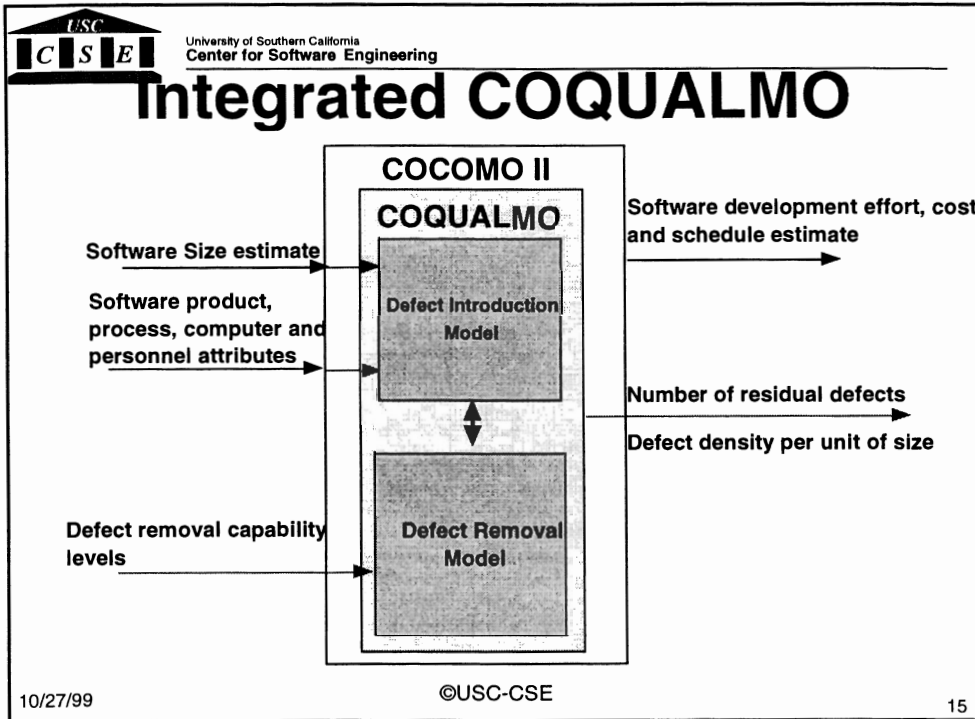 USC
C S E
University of Southern California
Center for Software Engineering
Integrated COQUALMO
COCOMO II
COQUALMO
Software Size estimate
Software product,
process, computer and
personnel attributes
Defect Introduction
Model
Software development effort, cost
and schedule estimate
Number of residual defects
Defect density per unit of size
Defect removal capability
levels
Defect Removal
Model
10/27/99
©USC-CSE
15